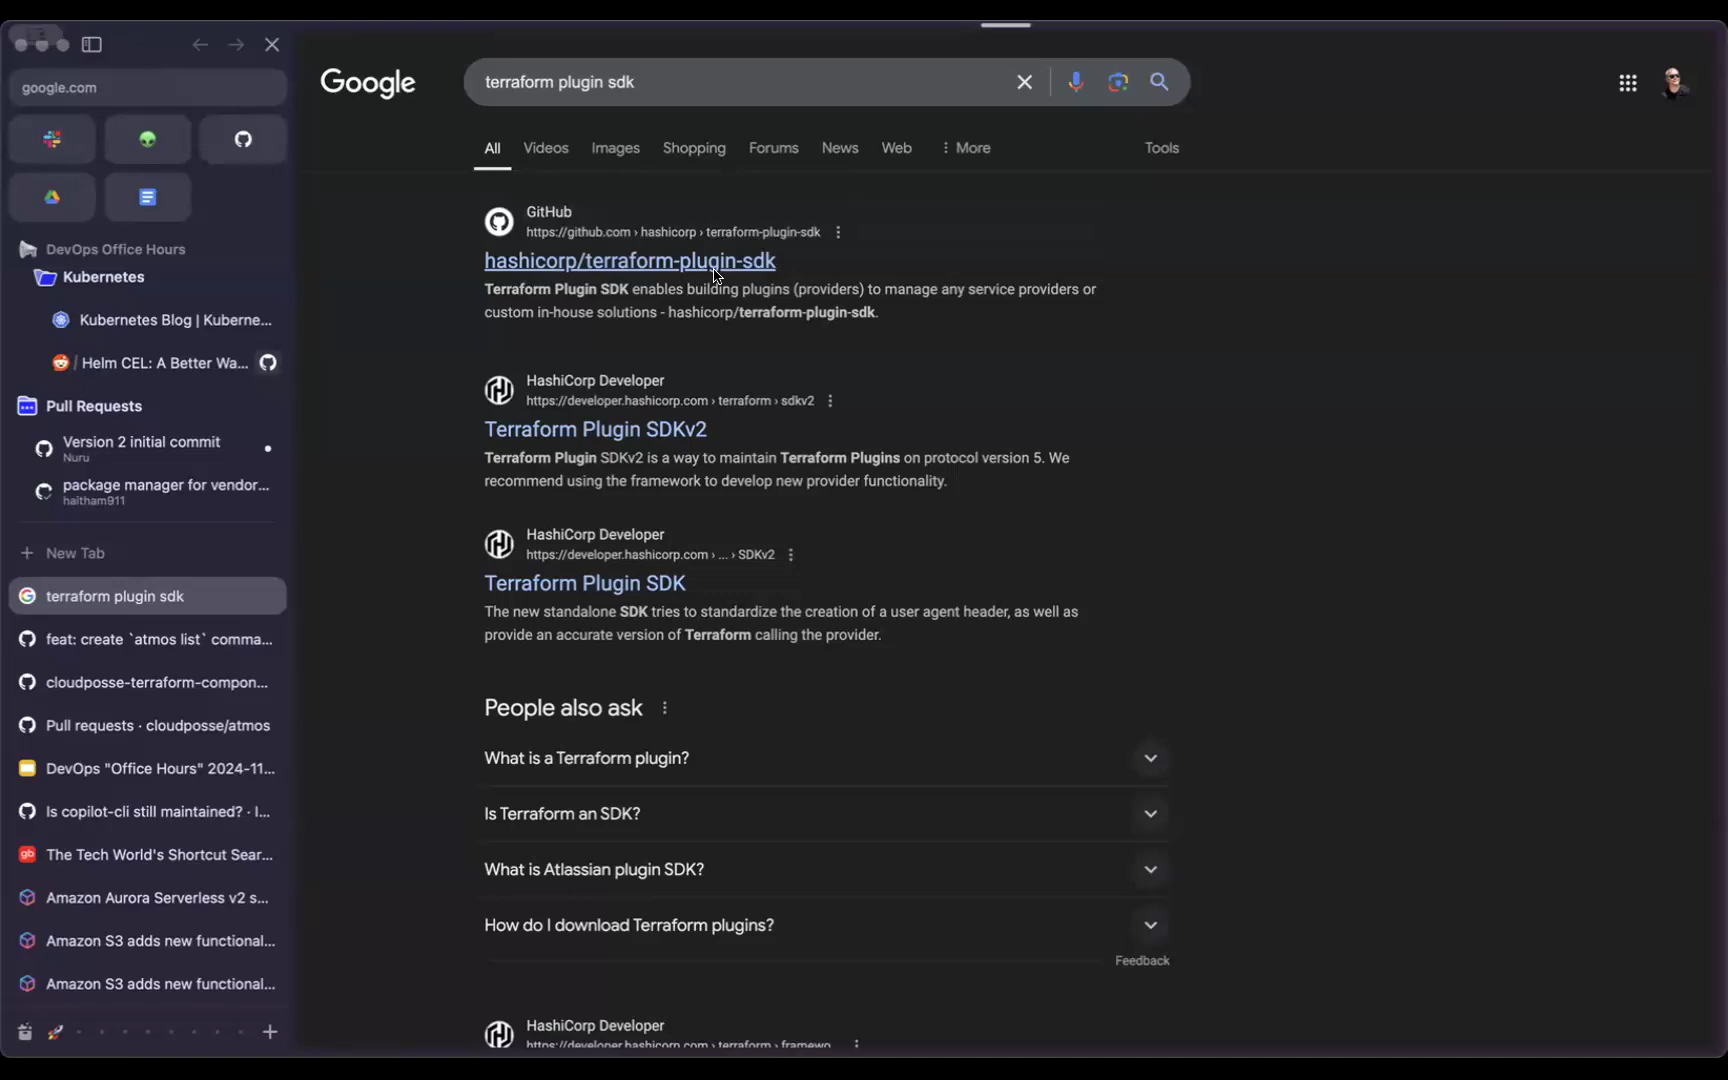 google.com
DevOps Office Hours
Kubernetes
Kubernetes Blog | Kuberne...
/ Helm CEL: A Better Wa...
Pull Requests
Version 2 initial commit
Nuru
package manager for vendor...
haitham911
+ New Tab
terraform plugin sdk
feat: create `atmos list` comma...
cloudposse-terraform-compon...
Pull requests · cloudposse/atmos
DevOps "Office Hours" 2024-11...
Is copilot-cli still maintained? · I...
gb The Tech World's Shortcut Sear...
Amazon Aurora Serverless v2 s...
Amazon S3 adds new functional...
Amazon S3 adds new functional...
Google
terraform plugin sdk
All Videos Images Shopping Forums News Web More Tools
GitHub
https://github.com › hashicorp › terraform-plugin-sdk
hashicorp/terraform-plugin-sdk
Terraform Plugin SDK enables building plugins (providers) to manage any service providers or
custom in-house solutions - hashicorp/terraform-plugin-sdk.
HashiCorp Developer
https://developer.hashicorp.com › terraform › sdkv2
Terraform Plugin SDKv2
Terraform Plugin SDKv2 is a way to maintain Terraform Plugins on protocol version 5. We
recommend using the framework to develop new provider functionality.
HashiCorp Developer
https://developer.hashicorp.com › ... › SDKv2
Terraform Plugin SDK
The new standalone SDK tries to standardize the creation of a user agent header, as well as
provide an accurate version of Terraform calling the provider.
People also ask
What is a Terraform plugin?
Is Terraform an SDK?
What is Atlassian plugin SDK?
How do I download Terraform plugins?
Feedback
HashiCorp Developer
https://developer.hashicorp.com › terraform › framewo...